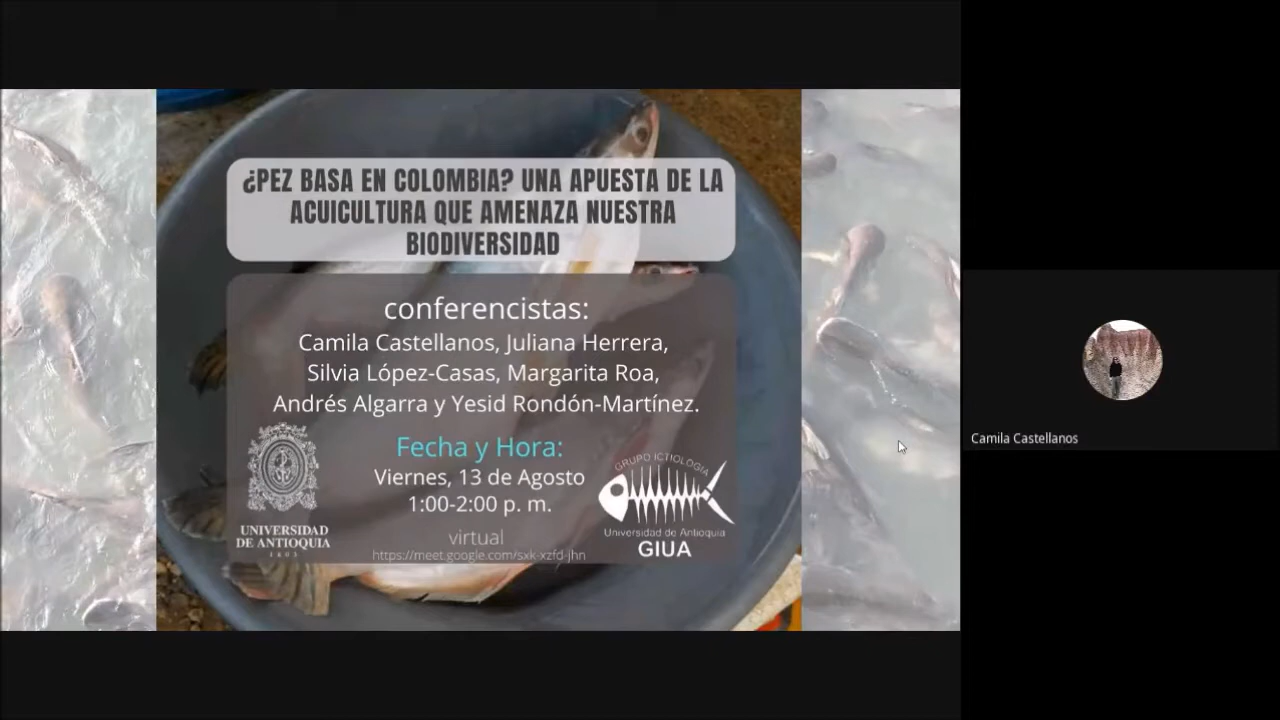 ¿PEZ BASA EN COLOMBIA? UNA APUESTA DE LA
ACUICULTURA QUE AMENAZA NUESTRA
BIODIVERSIDAD
conferencistas:
Camila Castellanos, Juliana Herrera,
Silvia López-Casas, Margarita Roa,
Andrés Algarra y Yesid Rondón-Martínez.
Fecha y Hora:
Viernes, 13 de Agosto
1:00-2:00 p. m.
virtual
https://meet.google.com/sxk-xzfd-jhn
UNIVERSIDAD
DE ANTIOQUIA
1803
GRUPO ICTIOLOGÍA
Universidad de Antioquia
GIUA
Camila Castellanos